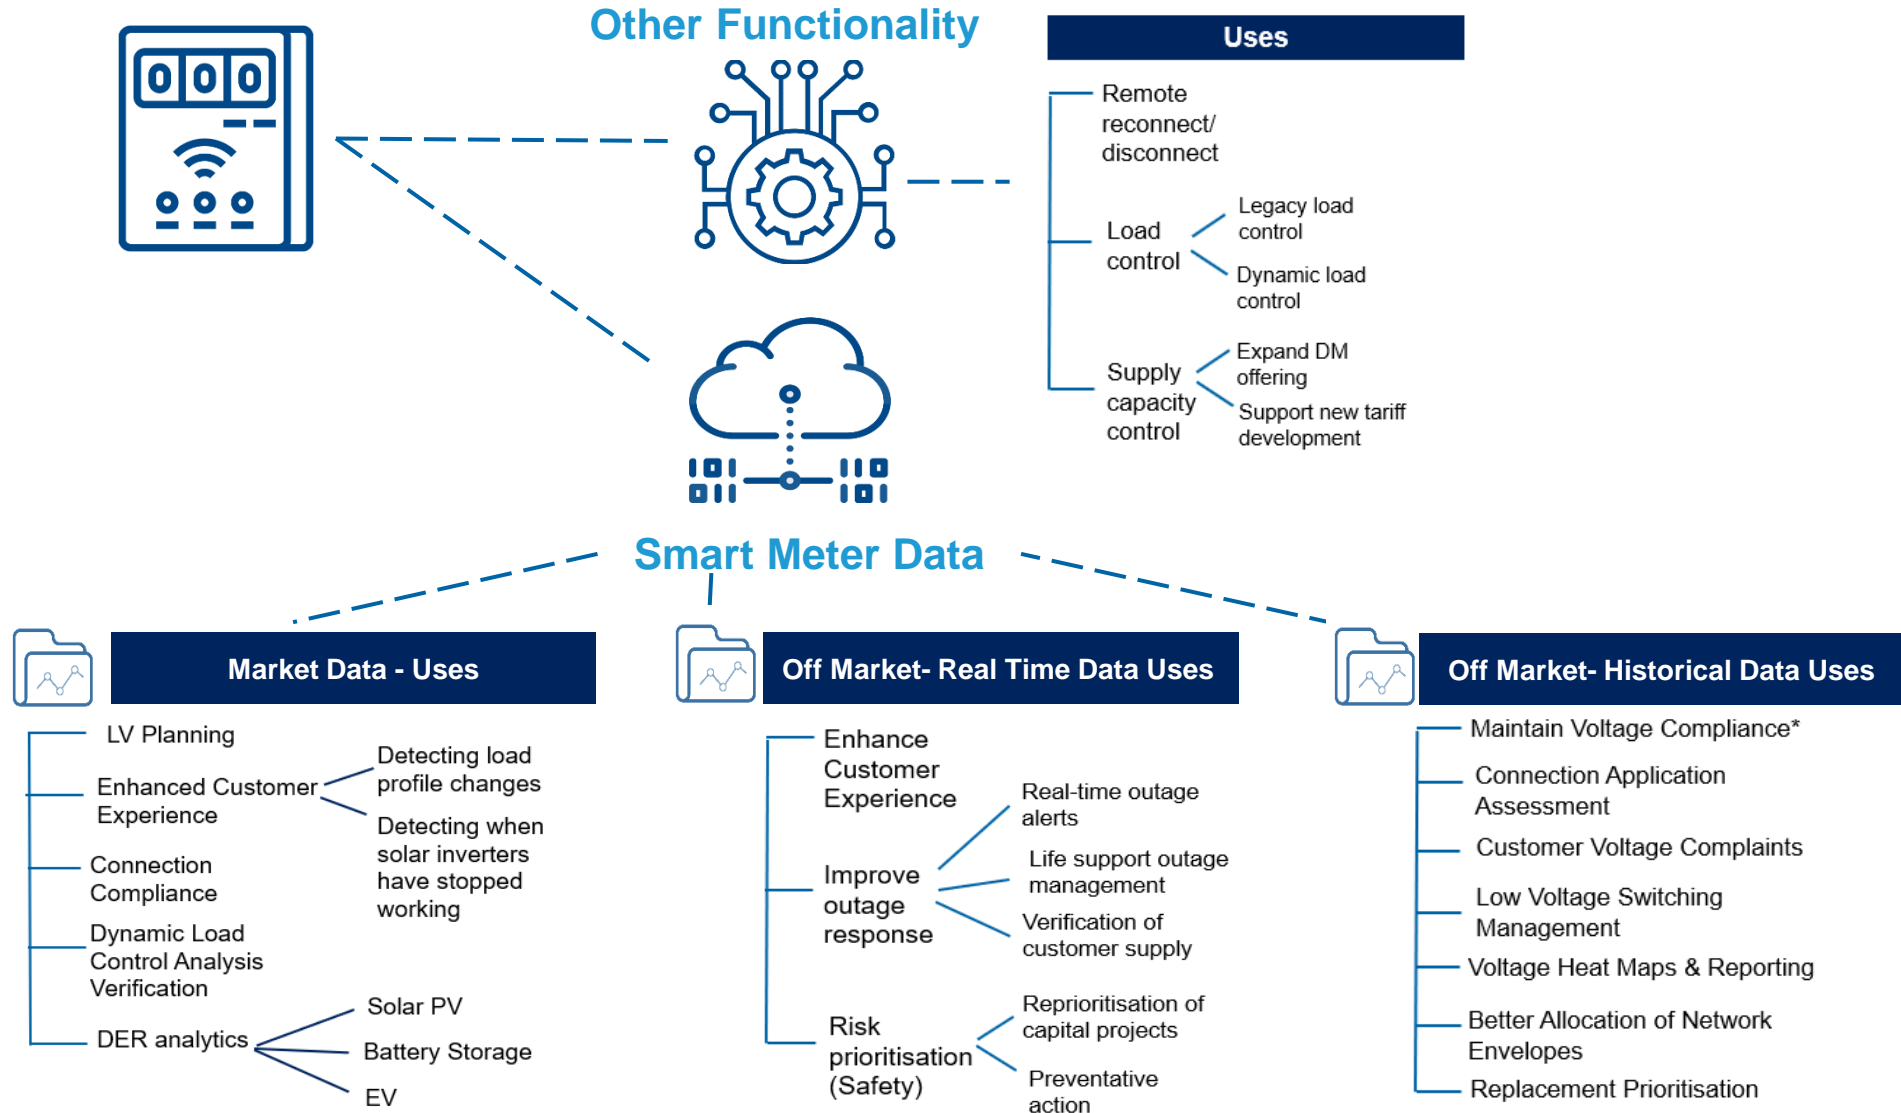 Other Functionality
000
Uses
Remote
reconnect/
disconnect
Load
control
Legacy load
control
Dynamic load
control
Supply
capacity
control
Expand DM
offering
Support new tariff
development
101
011
110
101
Smart Meter Data
Market Data - Uses
LV Planning
Enhanced Customer
Experience
Detecting load
profile changes
Detecting when
solar inverters
have stopped
working
Connection
Compliance
Dynamic Load
Control Analysis
Verification
DER analytics
Solar PV
Battery Storage
EV
Off Market- Real Time Data Uses
Enhance
Customer
Experience
Improve
outage
response
Real-time outage
alerts
Life support outage
management
Verification of
customer supply
Risk
prioritisation
(Safety)
Reprioritisation of
capital projects
Preventative
action
Off Market- Historical Data Uses
Maintain Voltage Compliance*
Connection Application
Assessment
Customer Voltage Complaints
Low Voltage Switching
Management
Voltage Heat Maps & Reporting
Better Allocation of Network
Envelopes
Replacement Prioritisation